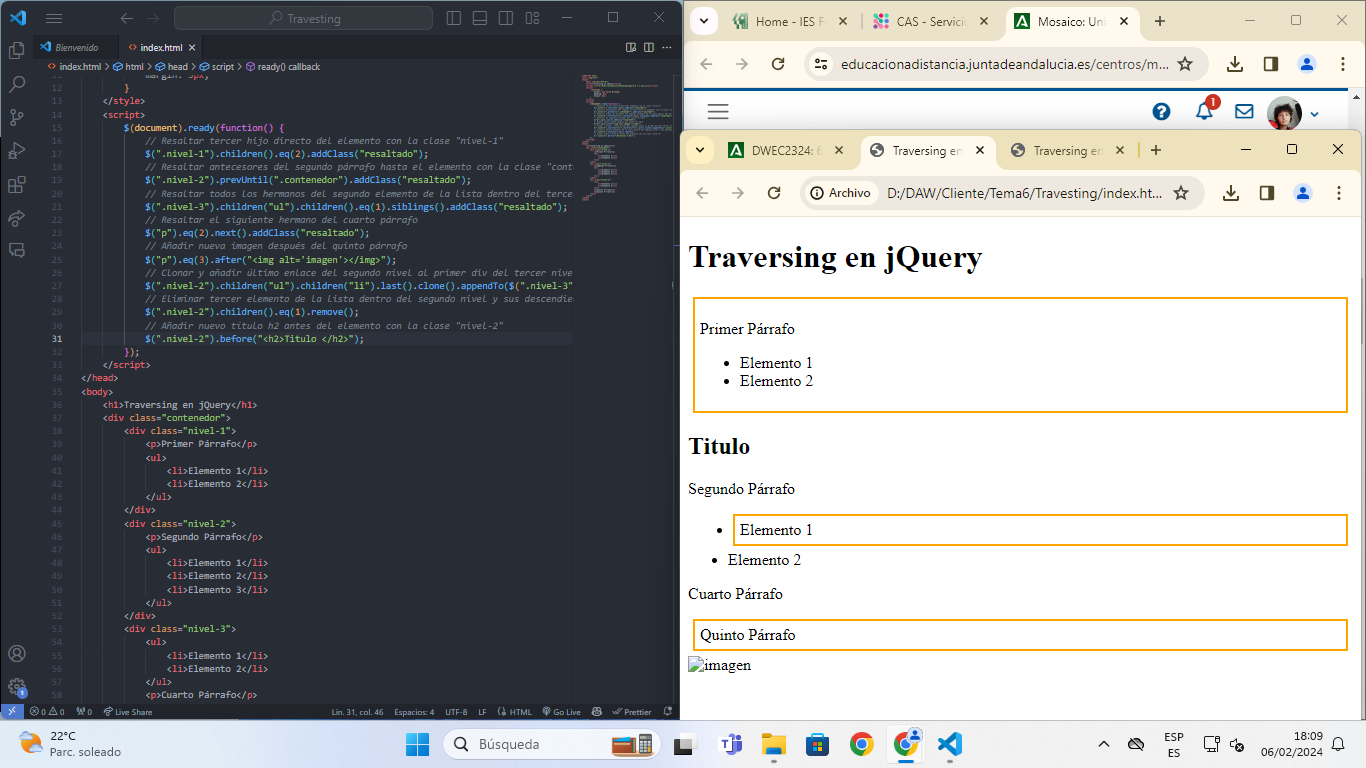 Travesting
Bienvenido
index.html
index.html > html > head > script > ready() callback
11 margin: 5px;
12 }
13 </style>
14 <script>
15 $(document).ready(function() {
16 // Resaltar tercer hijo directo del elemento con la clase "nivel-1"
17 $(".nivel-1").children().eq(2).addClass("resaltado");
18 // Resaltar antecesores del segundo párrafo hasta el elemento con la clase "cont
19 $(".nivel-2").prevUntil(".contenedor").addClass("resaltado");
20 // Resaltar todos los hermanos del segundo elemento de la lista dentro del terce
21 $(".nivel-3").children("ul").children().eq(1).siblings().addClass("resaltado");
22 // Resaltar el siguiente hermano del cuarto párrafo
23 $("p").eq(2).next().addClass("resaltado");
24 // Añadir nueva imagen después del quinto párrafo
25 $("p").eq(3).after("<img alt='imagen'></img>");
26 // Clonar y añadir último enlace del segundo nivel al primer div del tercer nive
27 $(".nivel-2").children("ul").children("li").last().clone().appendTo($(".nivel-3"
28 // Eliminar tercer elemento de la lista dentro del segundo nivel y sus descendie
29 $(".nivel-2").children().eq(1).remove();
30 // Añadir nuevo título h2 antes del elemento con la clase "nivel-2"
31 $(".nivel-2").before("<h2>Titulo </h2>");
32 });
33 </script>
34 </head>
35 <body>
36 <h1>Traversing en jQuery</h1>
37 <div class="contenedor">
38 <div class="nivel-1">
39 <p>Primer Párrafo</p>
40 <ul>
41 <li>Elemento 1</li>
42 <li>Elemento 2</li>
43 </ul>
44 </div>
45 <div class="nivel-2">
46 <p>Segundo Párrafo</p>
47 <ul>
48 <li>Elemento 1</li>
49 <li>Elemento 2</li>
50 <li>Elemento 3</li>
51 </ul>
52 </div>
53 <div class="nivel-3">
54 <ul>
55 <li>Elemento 1</li>
56 <li>Elemento 2</li>
57 </ul>
58 <p>Cuarto Párrafo</p>
1
0 0 0 Live Share Lín. 31, col. 46 Espacios: 4 UTF-8 LF HTML Go Live Prettier
Home - IES F
CAS - Servicio
Mosaico: Uni
educacionadistancia.juntadeandalucia.es/centros/m...
1
DWEC2324: 6
Traversing en
Traversing en
Archivo D:/DAW/Cliente/Tema6/Travesting/index.ht...
Traversing en jQuery
Primer Párrafo
Elemento 1
Elemento 2
Titulo
Segundo Párrafo
Elemento 1
Elemento 2
Cuarto Párrafo
Quinto Párrafo
imagen
22°C
Parc. soleado
Búsqueda
ESP
ES
18:09
06/02/2024